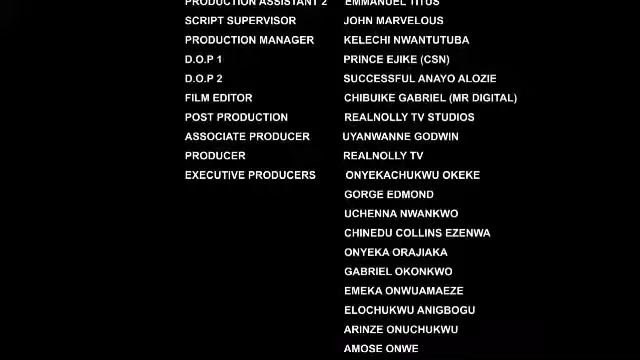 PRODUCTION ASSISTANT 2 EMMANUEL TITUS
SCRIPT SUPERVISOR JOHN MARVELOUS
PRODUCTION MANAGER KELECHI NWANTUTUBA
D.O.P 1 PRINCE EJIKE (CSN)
D.O.P 2 SUCCESSFUL ANAYO ALOZIE
FILM EDITOR CHIBUIKE GABRIEL (MR DIGITAL)
POST PRODUCTION REALNOLLY TV STUDIOS
ASSOCIATE PRODUCER UYANWANNE GODWIN
PRODUCER REALNOLLY TV
EXECUTIVE PRODUCERS ONYEKACHUKWU OKEKE
GORGE EDMOND
UCHENNA NWANKWO
CHINEDU COLLINS EZENWA
ONYEKA ORAJIAKA
GABRIEL OKONKWO
EMEKA ONWUAMAEZE
ELOCHUKWU ANIGBOGU
ARINZE ONUCHUKWU
AMOSE ONWE